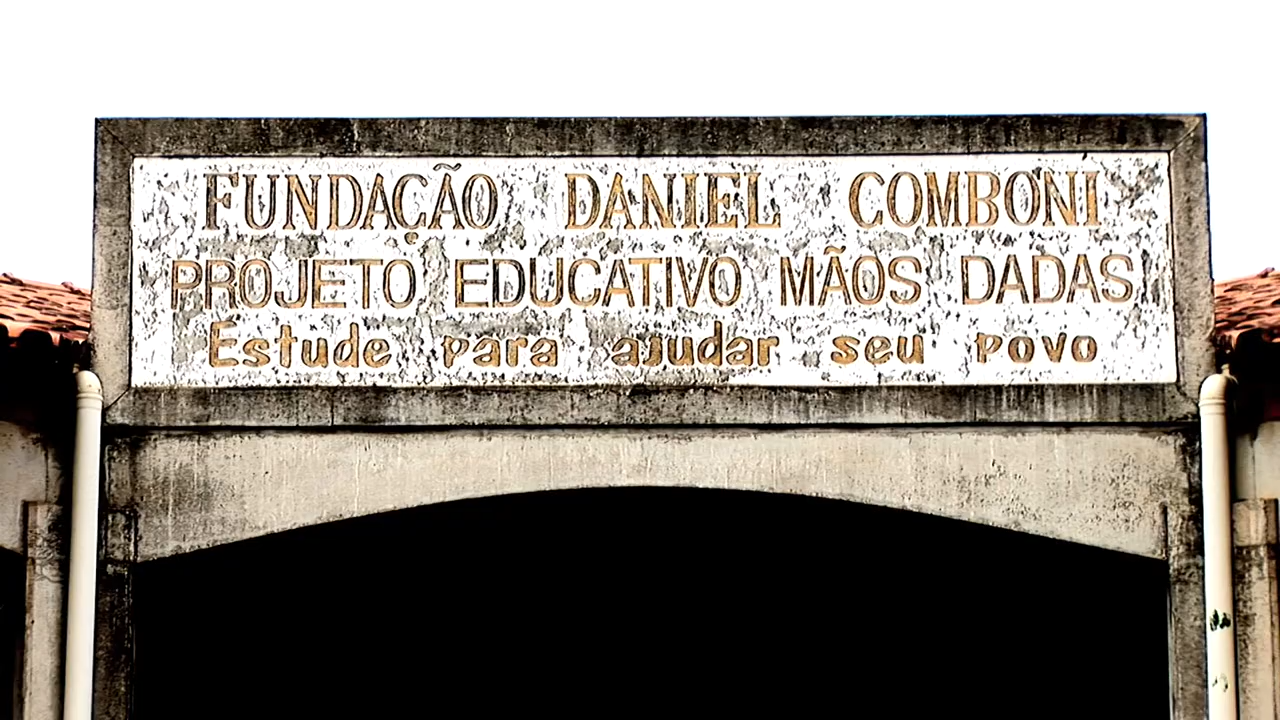 FUNDAÇÃO DANIEL COMBONI
PROJETO EDUCATIVO MÃOS DADAS
Estude para ajudar seu povo